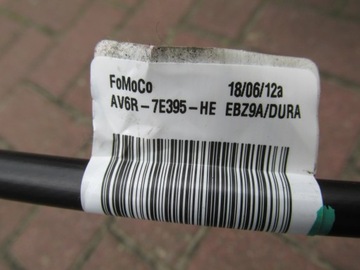 FoMoCo 18/06/12a
AV6R-7E395-HE EBZ9A/DURA